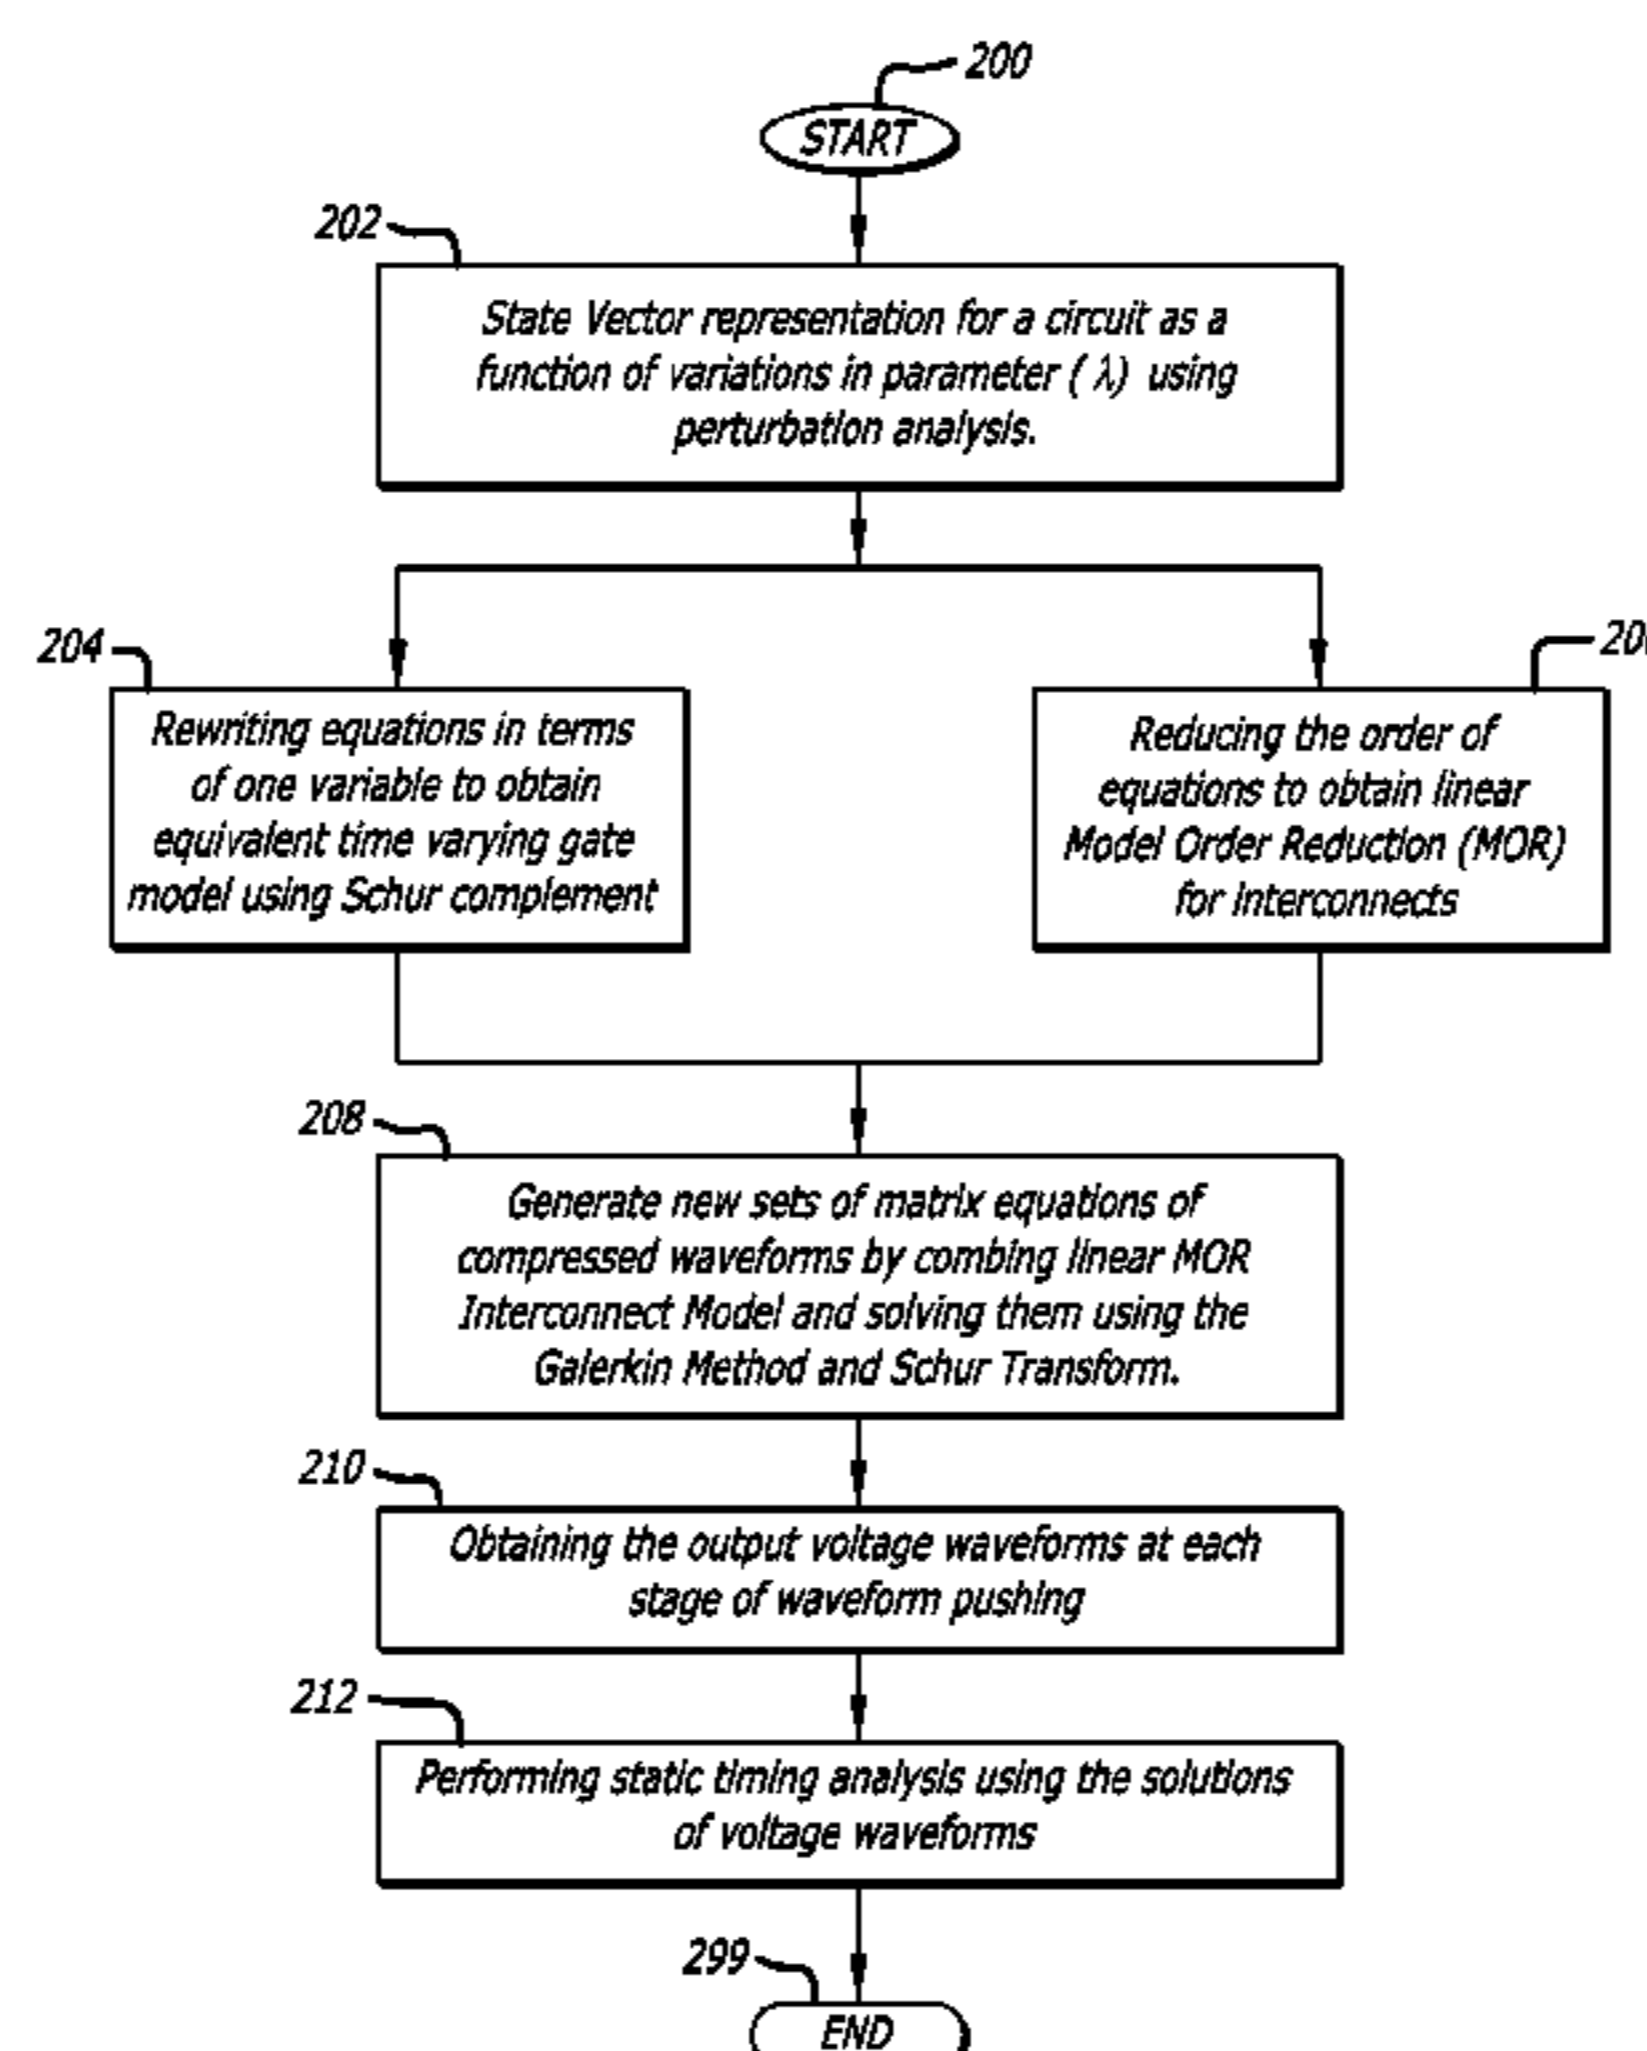 200
START
202
State Vector representation for a circuit as a
function of variations in parameter ( λ) using
perturbation analysis.
204
Rewriting equations in terms
of one variable to obtain
equivalent time varying gate
model using Schur complement
Reducing the order of
equations to obtain linear
Model Order Reduction (MOR)
for Interconnects
208
Generate new sets of matrix equations of
compressed waveforms by combing linear MOR
Interconnect Model and solving them using the
Galerkin Method and Schur Transform.
210
Obtaining the output voltage waveforms at each
stage of waveform pushing
212
Performing static timing analysis using the solutions
of voltage waveforms
299
END